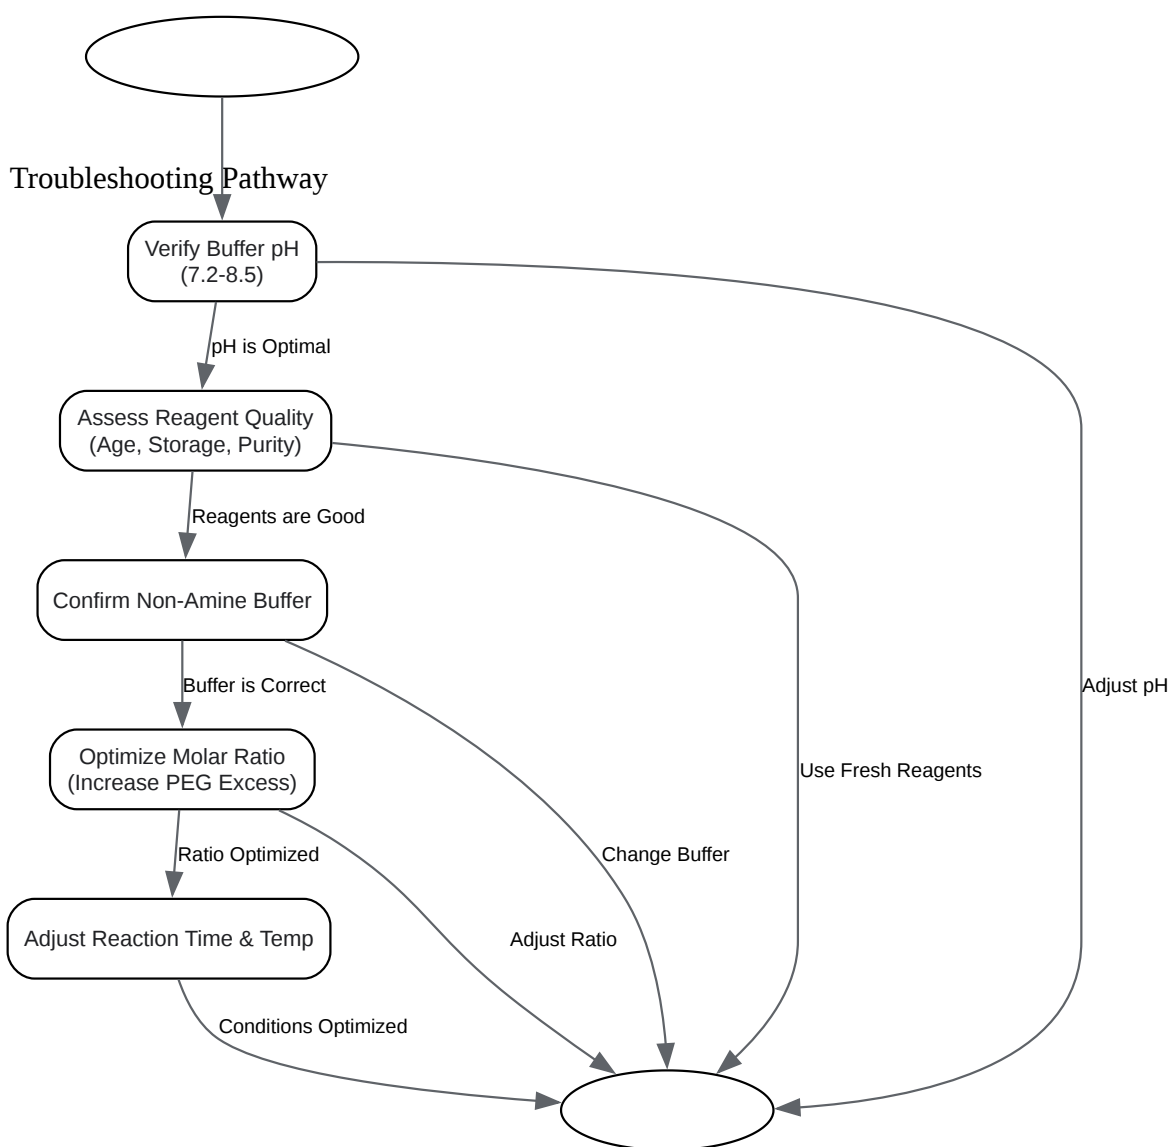 Troubleshooting Pathway
Verify Buffer pH
(7.2-8.5)
pH is Optimal
Assess Reagent Quality
(Age, Storage, Purity)
Reagents are Good
Confirm Non-Amine Buffer
Buffer is Correct
Adjust pH
Optimize Molar Ratio
(Increase PEG Excess)
Use Fresh Reagents
Ratio Optimized
Change Buffer
Adjust Reaction Time & Temp
Adjust Ratio
Conditions Optimized